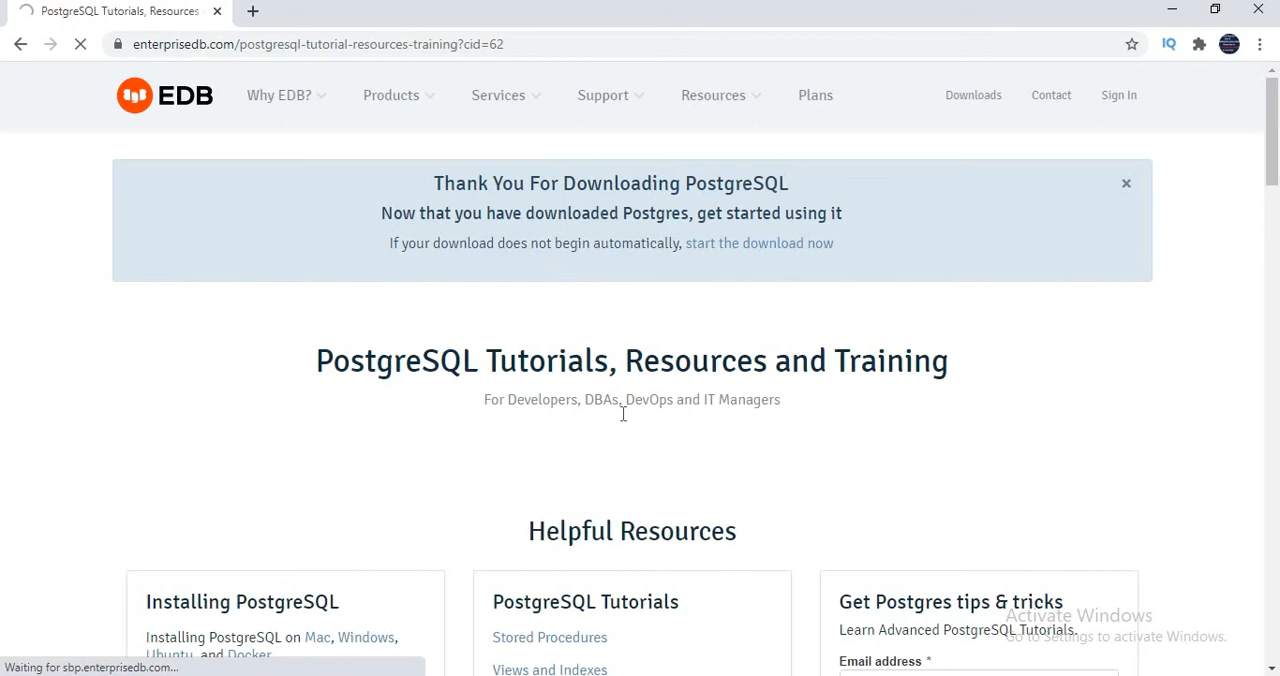 PostgreSQL Tutorials, Resources
enterprisedb.com/postgresql-tutorial-resources-training?cid=62
IQ
EDB
Why EDB? Products Services Support Resources Plans Downloads Contact Sign In
Thank You For Downloading PostgreSQL
Now that you have downloaded Postgres, get started using it
If your download does not begin automatically, start the download now
PostgreSQL Tutorials, Resources and Training
For Developers, DBAs, DevOps and IT Managers
Helpful Resources
Installing PostgreSQL
Installing PostgreSQL on Mac, Windows,
Ubuntu, and Docker
PostgreSQL Tutorials
Stored Procedures
Views and Indexes
Get Postgres tips & tricks
Learn Advanced PostgreSQL Tutorials.
Email address *
Activate Windows
Go to Settings to activate Windows.
Waiting for sbp.enterprisedb.com...